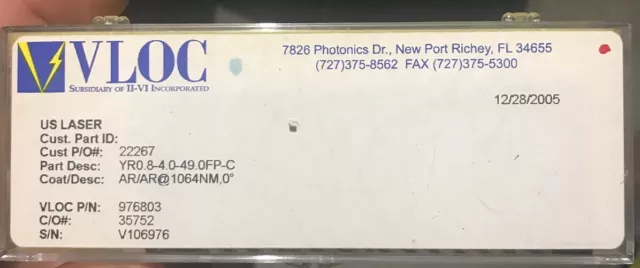 VLOC
SUBSIDIARY OF II-VI INCORPORATED
7826 Photonics Dr., New Port Richey, FL 34655
(727)375-8562 FAX (727)375-5300
12/28/2005
US LASER
Cust. Part ID:
Cust P/O#: 22267
Part Desc: YR0.8-4.0-49.0FP-C
Coat/Desc: AR/AR@1064NM,0°
VLOC P/N: 976803
C/O#: 35752
S/N: V106976